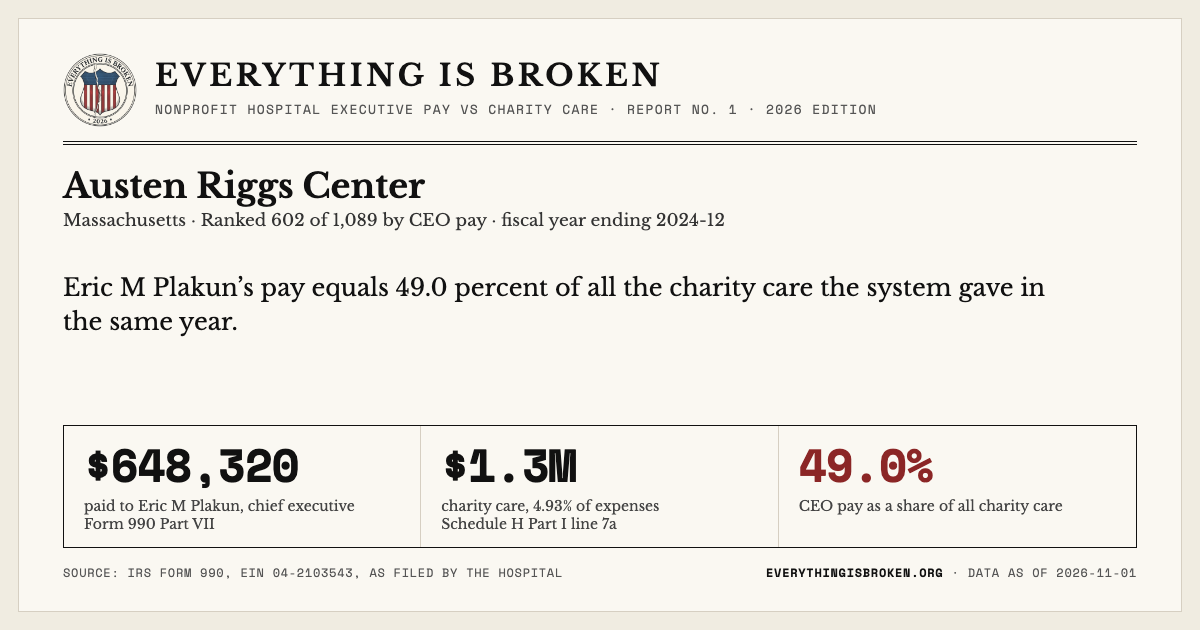 EVERYTHING IS BROKEN
· 2026 ·
EVERYTHING IS BROKEN
NONPROFIT HOSPITAL EXECUTIVE PAY VS CHARITY CARE · REPORT NO. 1 · 2026 EDITION
Austen Riggs Center
Massachusetts · Ranked 602 of 1,089 by CEO pay · fiscal year ending 2024-12
Eric M Plakun’s pay equals 49.0 percent of all the charity care the system gave in
the same year.
$648,320
paid to Eric M Plakun, chief executive
Form 990 Part VII
$1.3M
charity care, 4.93% of expenses
Schedule H Part I line 7a
49.0%
CEO pay as a share of all charity care
SOURCE: IRS FORM 990, EIN 04-2103543, AS FILED BY THE HOSPITAL
EVERYTHINGISBROKEN.ORG · DATA AS OF 2026-11-01